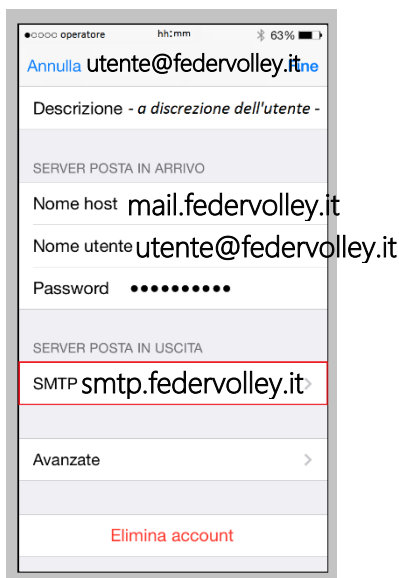 ●○○○○ operatore hh:mm 63%
Annulla utente@federvolley.it Fine
Descrizione - a discrezione dell'utente -
SERVER POSTA IN ARRIVO
Nome host mail.federvolley.it
Nome utente utente@federvolley.it
Password ●●●●●●●●●●
SERVER POSTA IN USCITA
SMTP smtp.federvolley.it
Avanzate
Elimina account